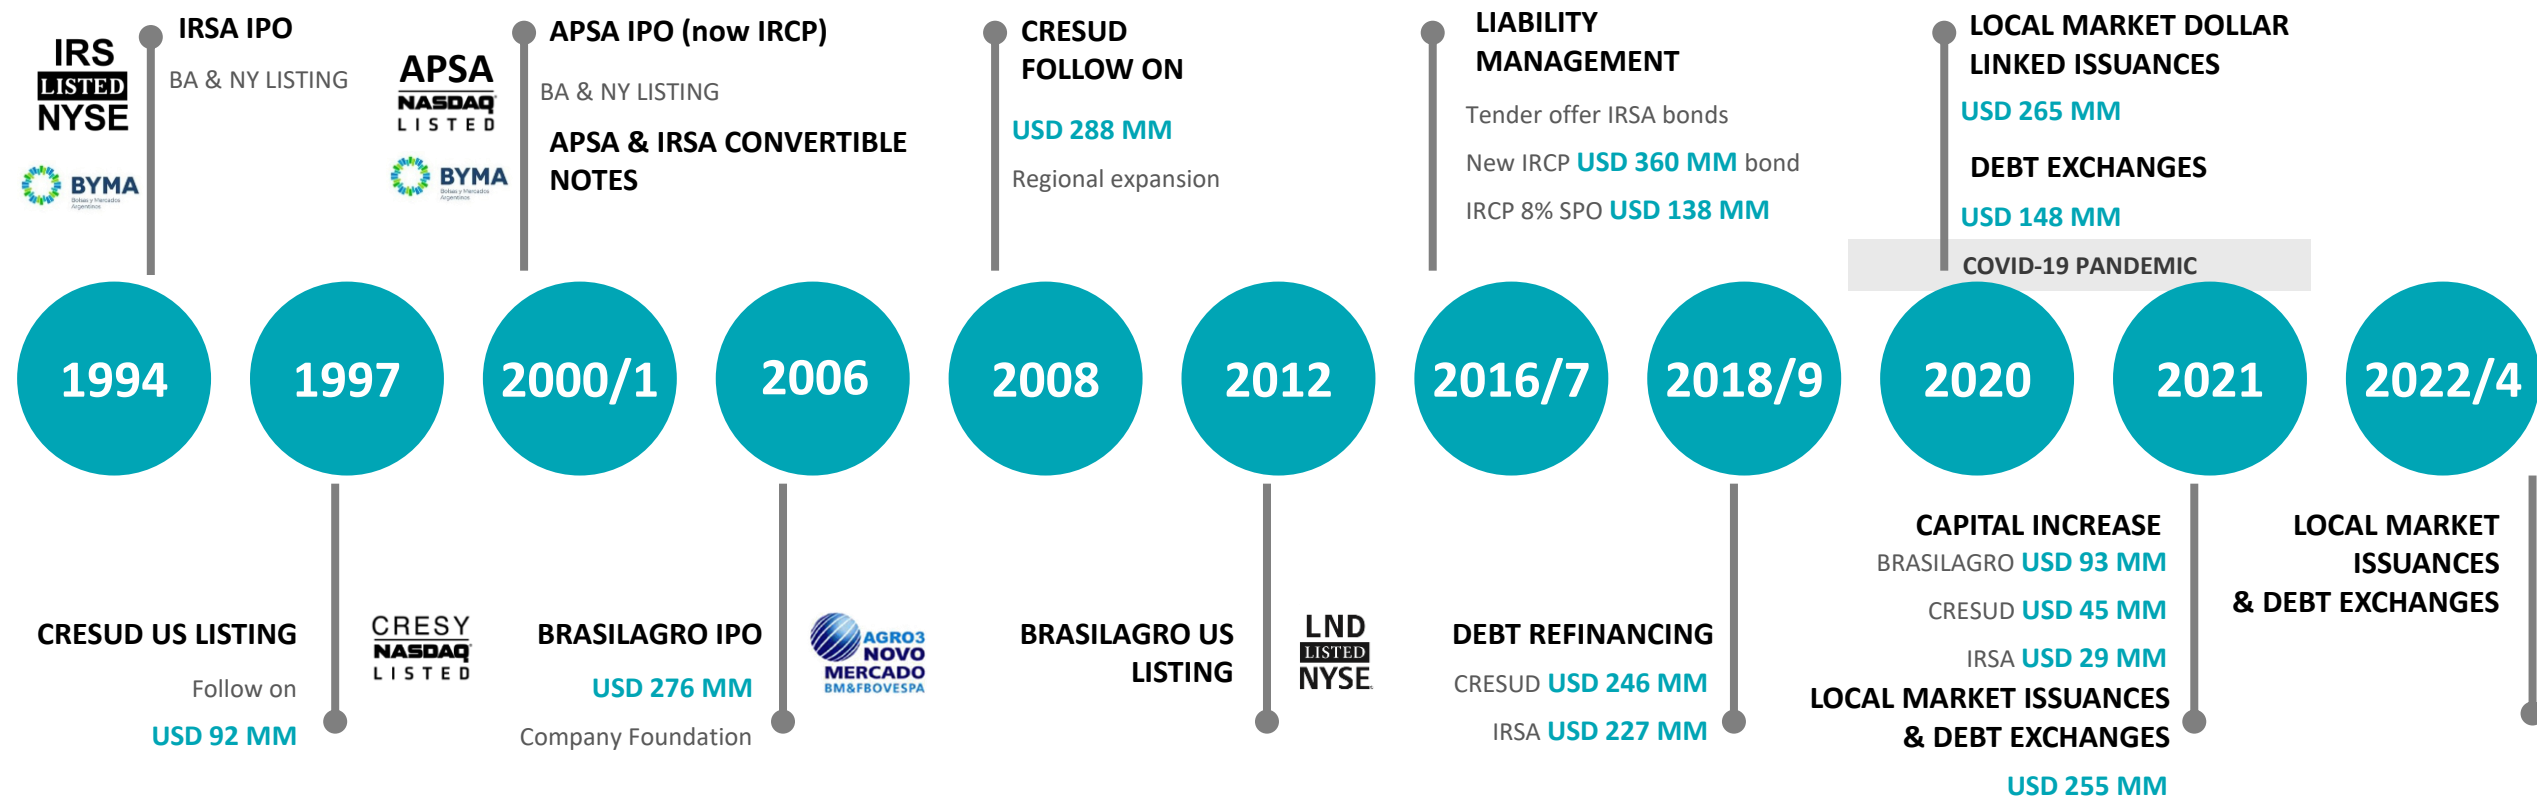 IRSA IPO
BA & NY LISTING
IRS
LISTED
NYSE
BYMA
Bolsas y Mercados
Argentinos
APSA IPO (now IRCP)
BA & NY LISTING
APSA & IRSA CONVERTIBLE
NOTES
APSA
NASDAQ
LISTED
BYMA
Bolsas y Mercados
Argentinos
CRESUD
FOLLOW ON
USD 288 MM
Regional expansion
LIABILITY
MANAGEMENT
Tender offer IRSA bonds
New IRCP USD 360 MM bond
IRCP 8% SPO USD 138 MM
LOCAL MARKET DOLLAR
LINKED ISSUANCES
USD 265 MM
DEBT EXCHANGES
USD 148 MM
COVID-19 PANDEMIC
1994
1997
2000/1
2006
2008
2012
2016/7
2018/9
2020
2021
2022/4
CRESUD US LISTING
Follow on
USD 92 MM
CRESY
NASDAQ
LISTED
BRASILAGRO IPO
USD 276 MM
Company Foundation
AGRO3
NOVO
MERCADO
BM&FBOVESPA
BRASILAGRO US
LISTING
LND
LISTED
NYSE
DEBT REFINANCING
CRESUD USD 246 MM
IRSA USD 227 MM
CAPITAL INCREASE
BRASILAGRO USD 93 MM
CRESUD USD 45 MM
IRSA USD 29 MM
LOCAL MARKET ISSUANCES
& DEBT EXCHANGES
USD 255 MM
LOCAL MARKET
ISSUANCES
& DEBT EXCHANGES